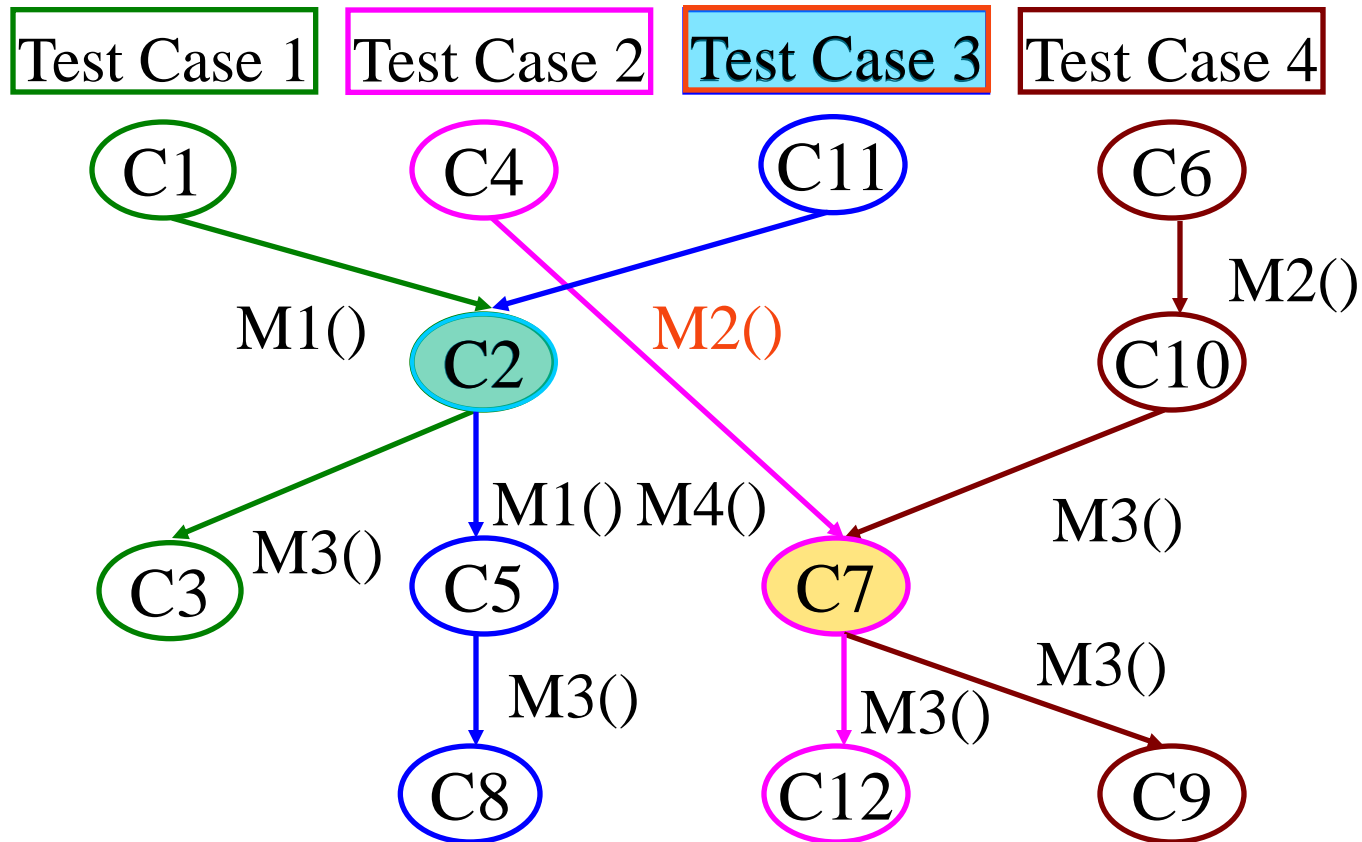 Test Case 1
Test Case 2
Test Case 3
Test Case 4
C1
C4
C11
C6
M2()
M1()
M2()
C2
C10
M1()
M4()
M3()
M3()
C3
C5
C7
M3()
M3()
M3()
C8
C12
C9